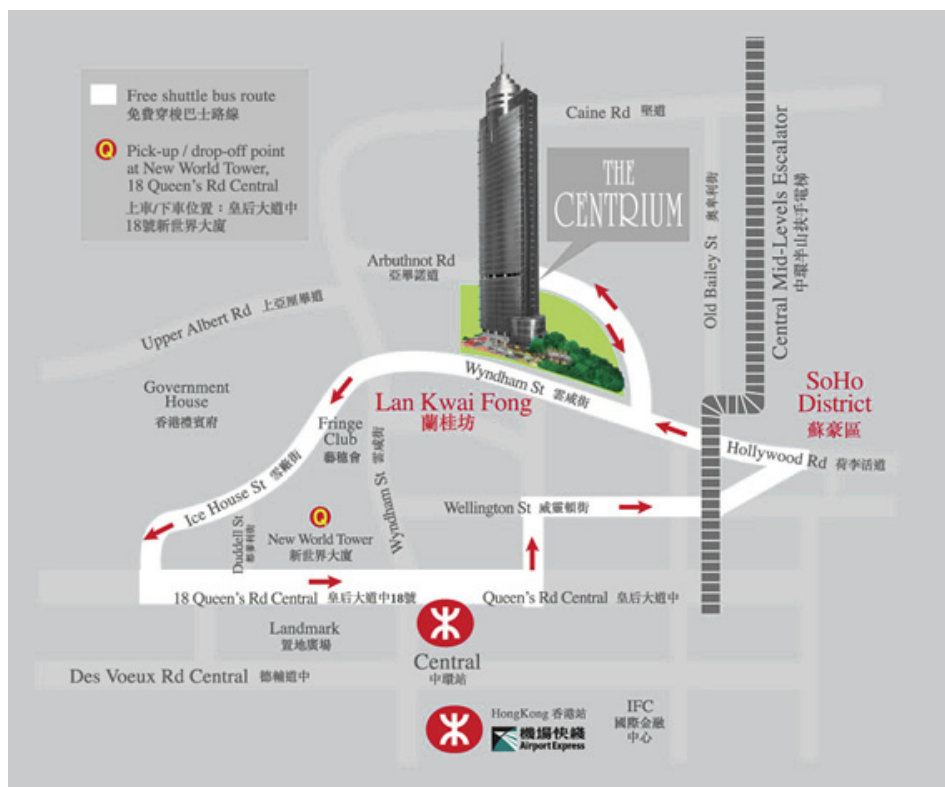 Free shuttle bus route
免費穿梭巴士路線
Q
Pick-up / drop-off point
at New World Tower,
18 Queen's Rd Central
上車/下車位置：皇后大道中
18號新世界大廈
Caine Rd 堅道
THE
CENTRIUM
Old Bailey St 奧卑利街
Central Mid-Levels Escalator
中環半山扶手電梯
Arbuthnot Rd
亞畢諾道
Upper Albert Rd 上亞厘畢道
Government
House
香港禮賓府
Wyndham St 雲咸街
Lan Kwai Fong
蘭桂坊
SoHo
District
蘇豪區
Fringe
Club
藝穗會
Wyndham St 雲咸街
Hollywood Rd 荷李活道
Ice House St 雪廠街
Wellington St 威靈頓街
Duddell St
都爹利街
Q
New World Tower
新世界大廈
18 Queen's Rd Central 皇后大道中18號
Queen's Rd Central 皇后大道中
Landmark
置地廣場
Central
中環站
Des Voeux Rd Central 德輔道中
HongKong 香港站
機場快綫
Airport Express
IFC
國際金融
中心